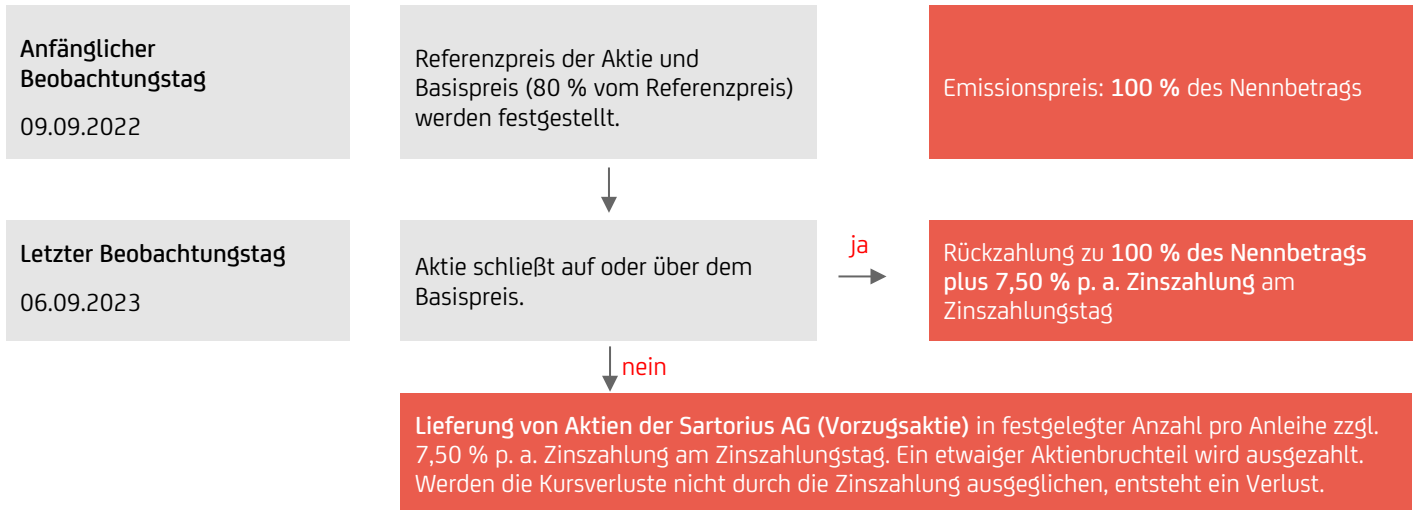 Anfänglicher
Beobachtungstag
09.09.2022
Referenzpreis der Aktie und
Basispreis (80 % vom Referenzpreis)
werden festgestellt.
Emissionspreis: 100 % des Nennbetrags
Letzter Beobachtungstag
06.09.2023
Aktie schließt auf oder über dem
Basispreis.
ja
Rückzahlung zu 100 % des Nennbetrags
plus 7,50 % p. a. Zinszahlung am
Zinszahlungstag
nein
Lieferung von Aktien der Sartorius AG (Vorzugsaktie) in festgelegter Anzahl pro Anleihe zzgl.
7,50 % p. a. Zinszahlung am Zinszahlungstag. Ein etwaiger Aktienbruchteil wird ausgezahlt.
Werden die Kursverluste nicht durch die Zinszahlung ausgeglichen, entsteht ein Verlust.